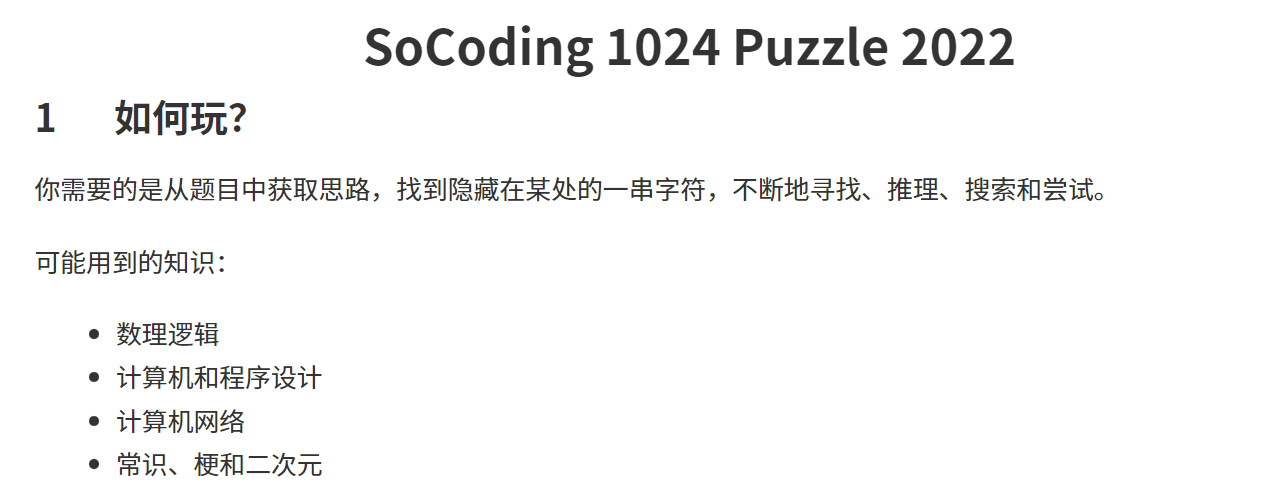 SoCoding 1024 Puzzle 2022
1 如何玩？
你需要的是从题目中获取思路，找到隐藏在某处的一串字符，不断地寻找、推理、搜索和尝试。
可能用到的知识：
• 数理逻辑
• 计算机和程序设计
• 计算机网络
• 常识、梗和二次元